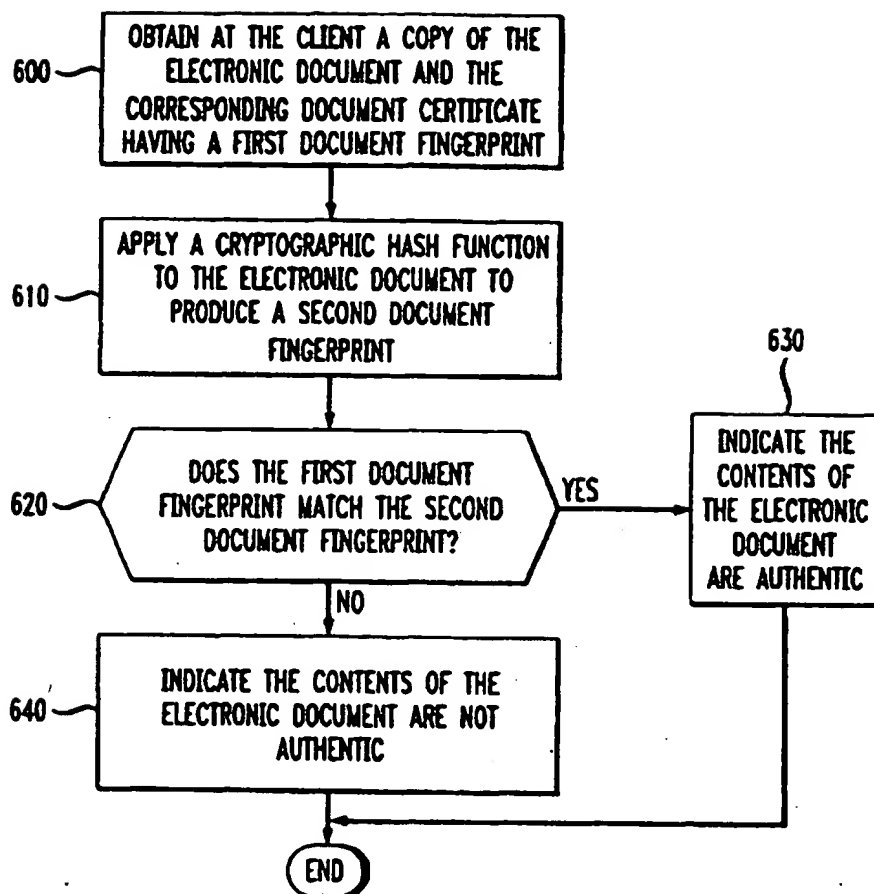 600
OBTAIN AT THE CLIENT A COPY OF THE
ELECTRONIC DOCUMENT AND THE
CORRESPONDING DOCUMENT CERTIFICATE
HAVING A FIRST DOCUMENT FINGERPRINT
610
APPLY A CRYPTOGRAPHIC HASH FUNCTION
TO THE ELECTRONIC DOCUMENT TO
PRODUCE A SECOND DOCUMENT
FINGERPRINT
620
DOES THE FIRST DOCUMENT
FINGERPRINT MATCH THE SECOND
DOCUMENT FINGERPRINT?
YES
630
INDICATE THE
CONTENTS OF
THE ELECTRONIC
DOCUMENT
ARE AUTHENTIC
NO
640
INDICATE THE CONTENTS OF THE
ELECTRONIC DOCUMENT ARE NOT
AUTHENTIC
END